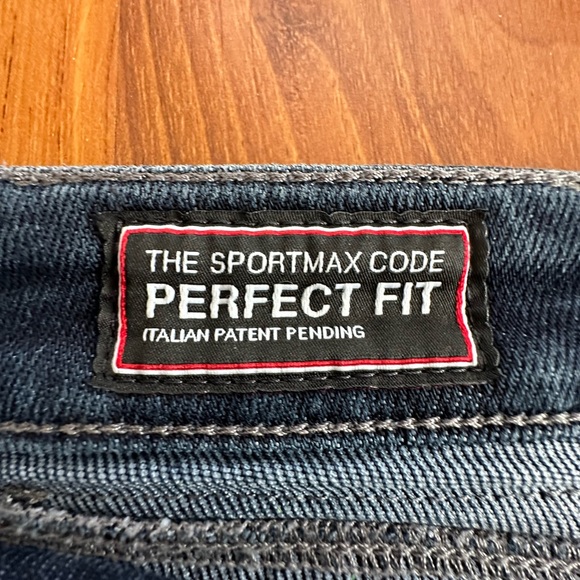 THE SPORTMAX CODE
PERFECT FIT
ITALIAN PATENT PENDING